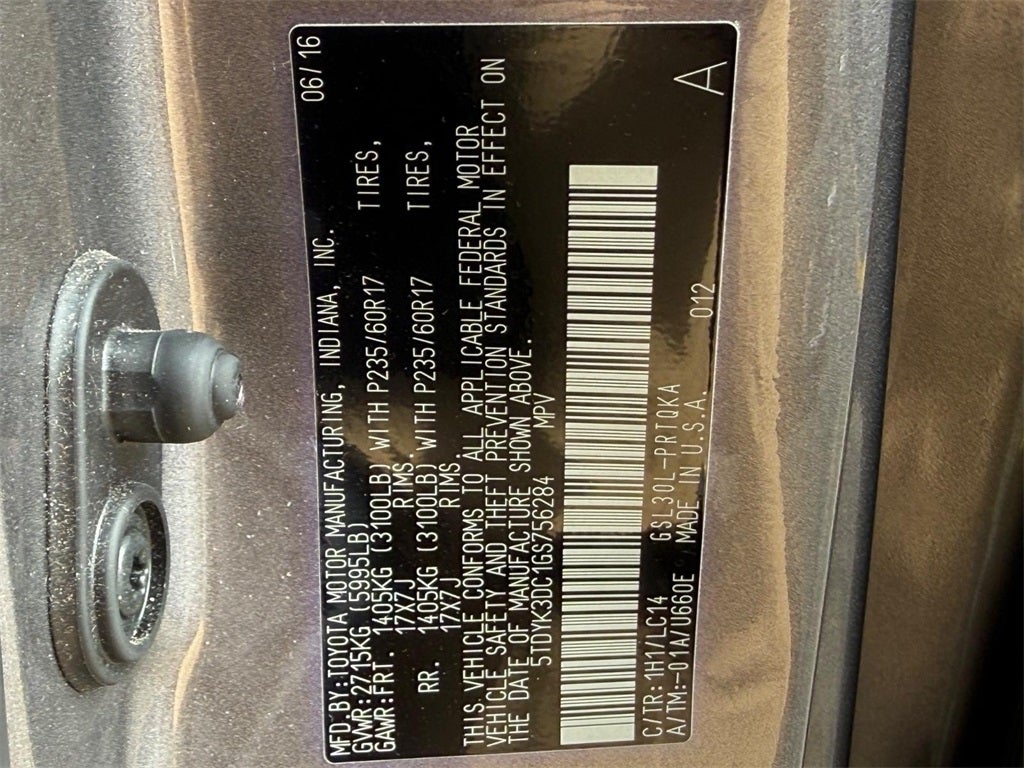 MFD.BY:TOYOTA MOTOR MANUFACTURING, INDIANA, INC. 06/16
GVWR:2715KG (5995LB)
GAWR:FRT. 1405KG (3100LB) WITH P235/60R17 TIRES,
17X7J RIMS.
RR. 1405KG (3100LB) WITH P235/60R17 TIRES,
17X7J RIMS.
THIS VEHICLE CONFORMS TO ALL APPLICABLE FEDERAL MOTOR
VEHICLE SAFETY AND THEFT PREVENTION STANDARDS IN EFFECT ON
THE DATE OF MANUFACTURE SHOWN ABOVE.
5TDYK3DC1GS756284 MPV
C/TR:1H1/LC14 GSL30L-PRTQKA 012
A/TM:-01A/U660E MADE IN U.S.A. A